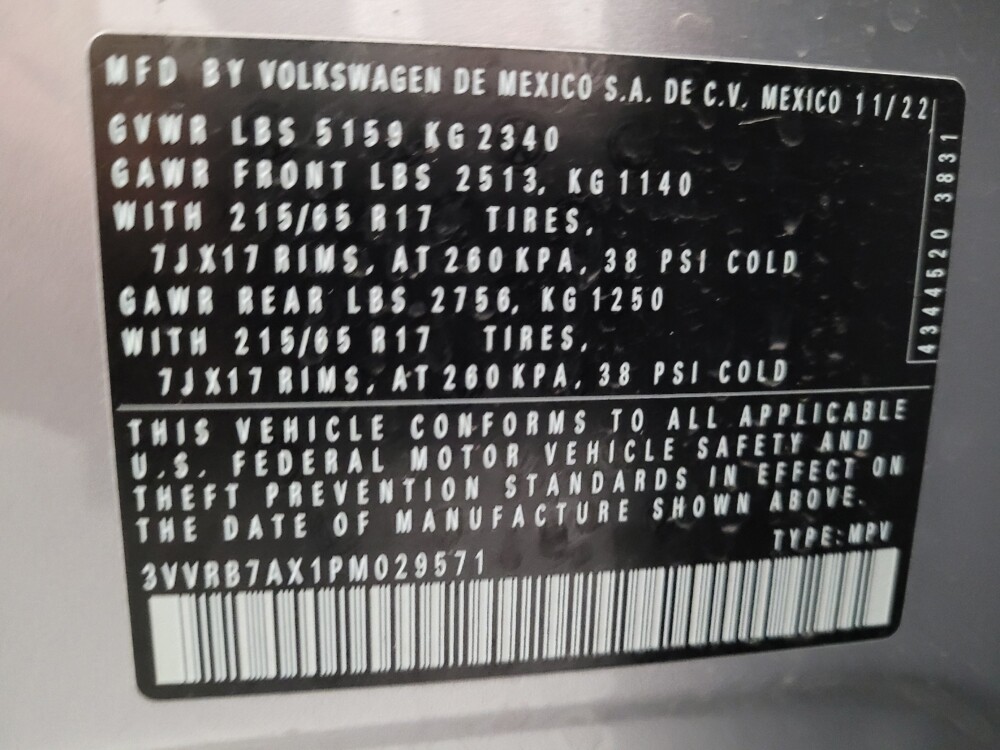 MFD BY VOLKSWAGEN DE MEXICO S.A. DE C.V. MEXICO 11/22
GVWR LBS 5159 KG 2340
GAWR FRONT LBS 2513, KG 1140
WITH 215/65 R17 TIRES,
7JX17 RIMS, AT 260 KPA, 38 PSI COLD
GAWR REAR LBS 2756, KG 1250
WITH 215/65 R17 TIRES,
7JX17 RIMS, AT 260 KPA, 38 PSI COLD
4344520 3831
THIS VEHICLE CONFORMS TO ALL APPLICABLE
U.S. FEDERAL MOTOR VEHICLE SAFETY AND
THEFT PREVENTION STANDARDS IN EFFECT ON
THE DATE OF MANUFACTURE SHOWN ABOVE.
TYPE:MPV
3VVRB7AX1PM029571